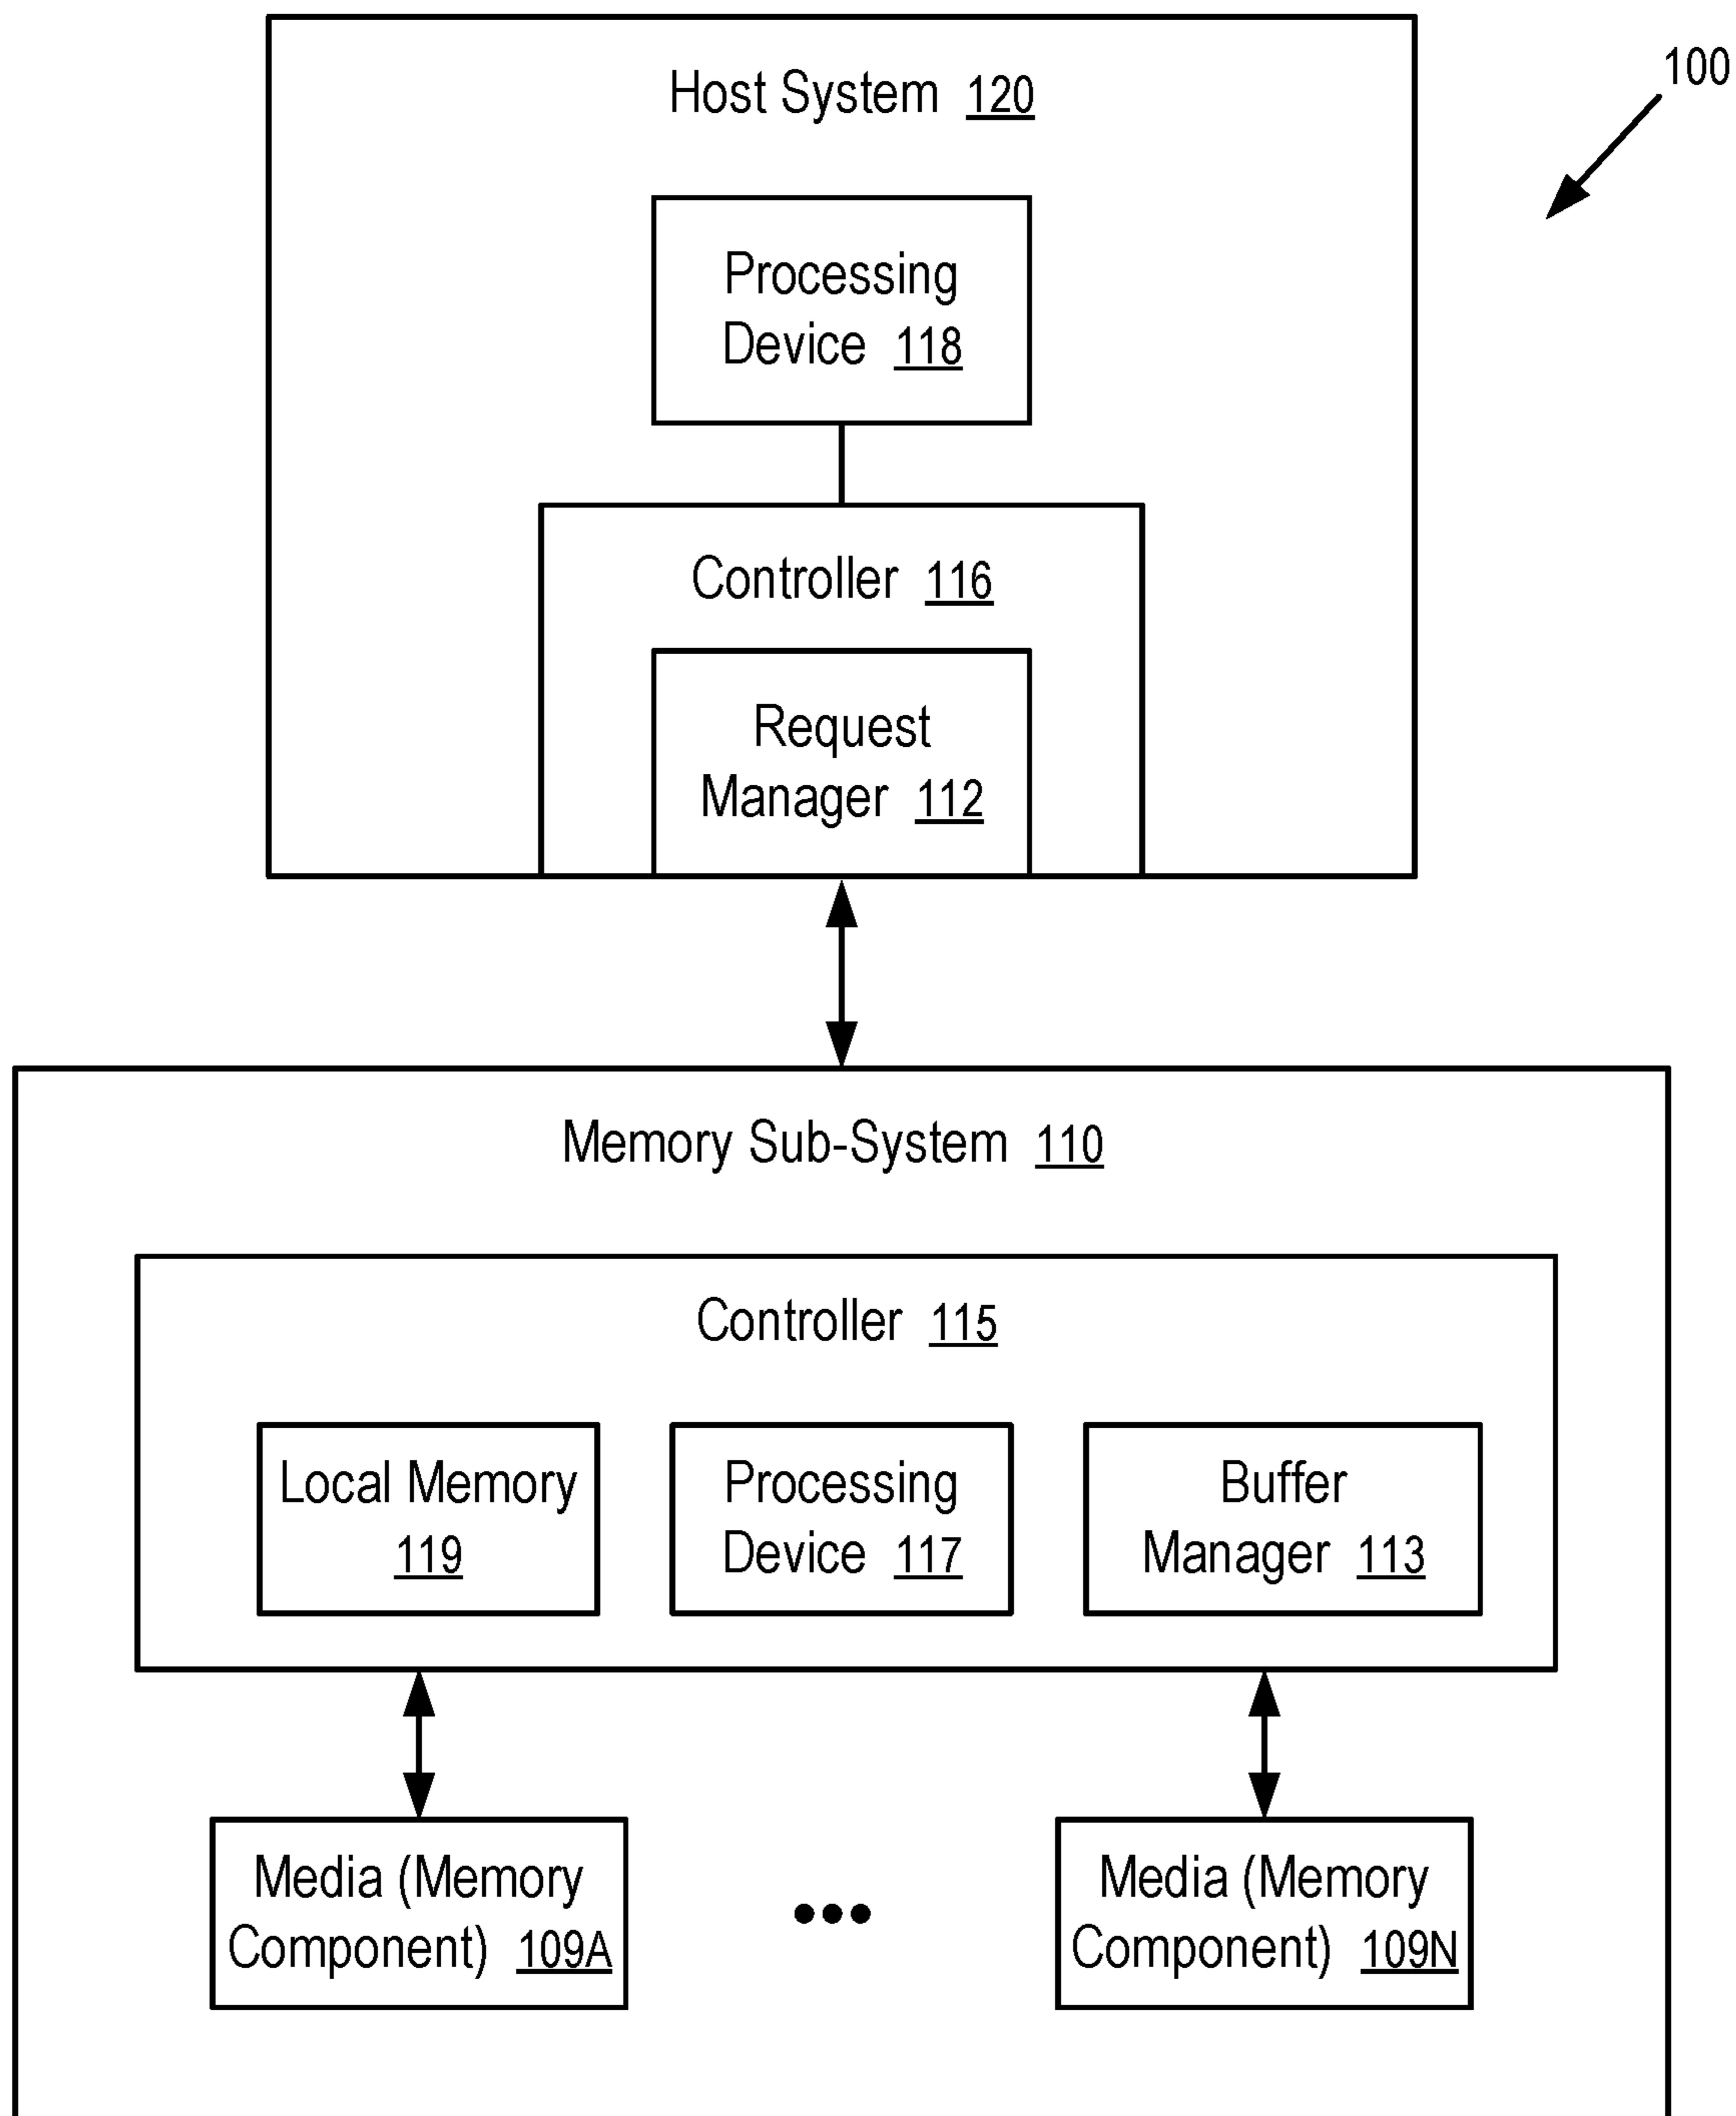 100
Host System 120
Processing
Device 118
Controller 116
Request
Manager 112
Memory Sub-System 110
Controller 115
Local Memory
119
Processing
Device 117
Buffer
Manager 113
Media (Memory
Component) 109A
Media (Memory
Component) 109N